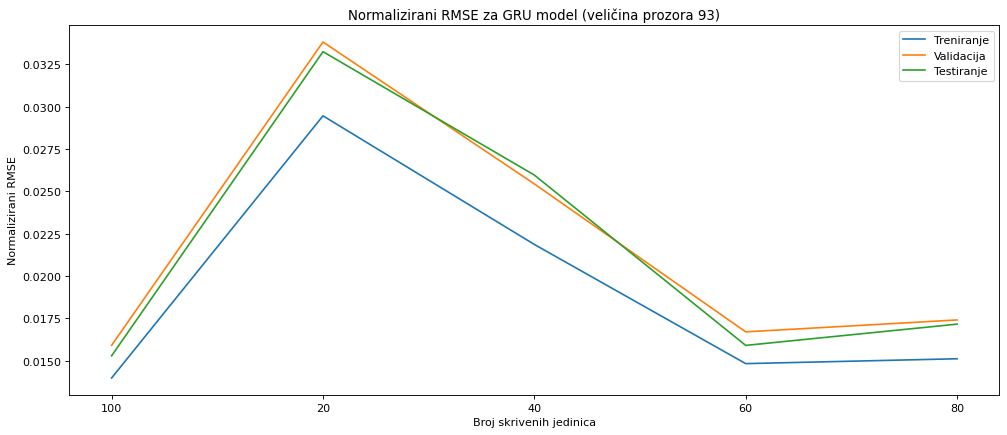 Normalizirani RMSE za GRU model (veličina prozora 93)
Treniranje
Validacija
Testiranje
Normalizirani RMSE
0.0325
0.0300
0.0275
0.0250
0.0225
0.0200
0.0175
0.0150
100 20 40 60 80
Broj skrivenih jedinica